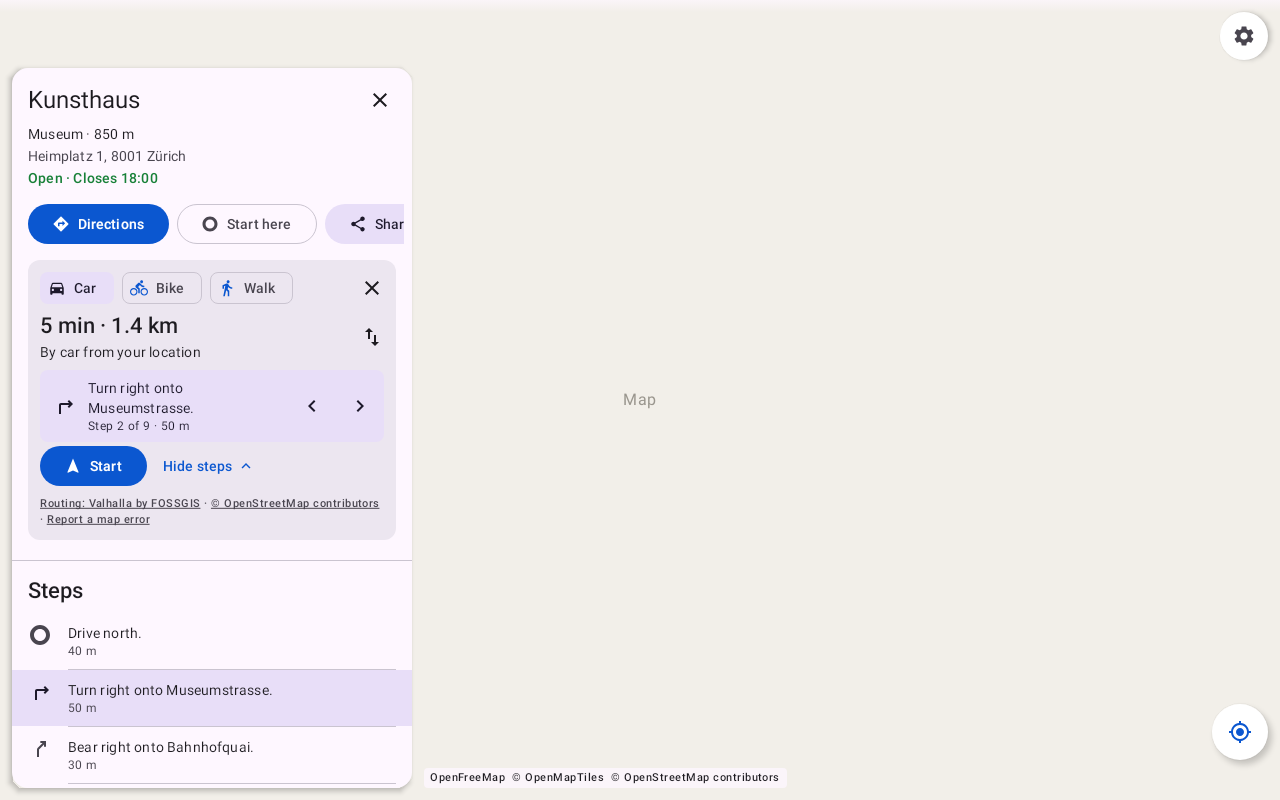 Kunsthaus
Museum · 850 m
Heimplatz 1, 8001 Zürich
Open · Closes 18:00
Directions
Start here
Shar
Car
Bike
Walk
5 min · 1.4 km
By car from your location
Turn right onto
Museumstrasse.
Step 2 of 9 · 50 m
Start
Hide steps
Routing: Valhalla by FOSSGIS · © OpenStreetMap contributors
· Report a map error
Steps
Drive north.
40 m
Turn right onto Museumstrasse.
50 m
Bear right onto Bahnhofquai.
30 m
Map
OpenFreeMap © OpenMapTiles © OpenStreetMap contributors